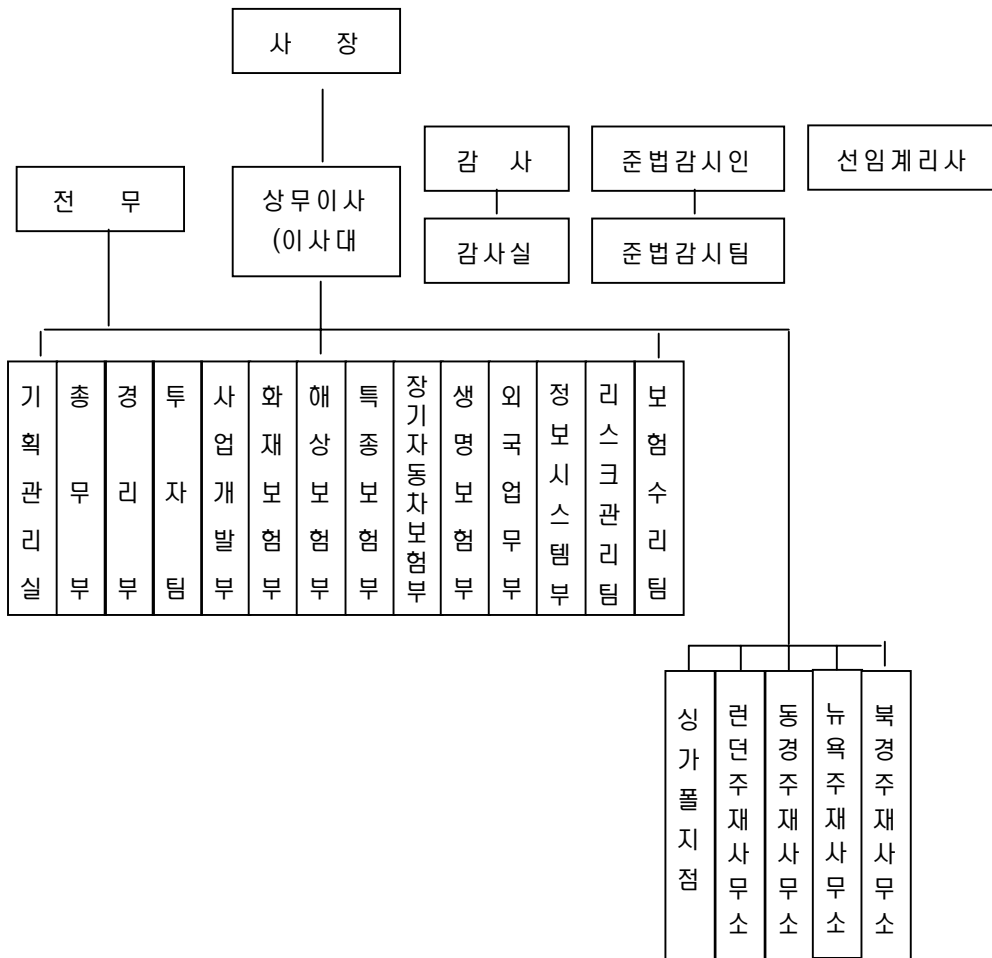 사 장
감 사
준법감시인
선임계리사
전 무
상무이사
(이사대
감사실
준법감시팀
기획관리실
총무부
경리부
투자팀
사업개발부
화재보험부
해상보험부
특종보험부
장기자동차보험부
생명보험부
외국업무부
정보시스템부
리스크관리팀
보험수리팀
싱가폴지점
런던주재사무소
동경주재사무소
뉴욕주재사무소
북경주재사무소